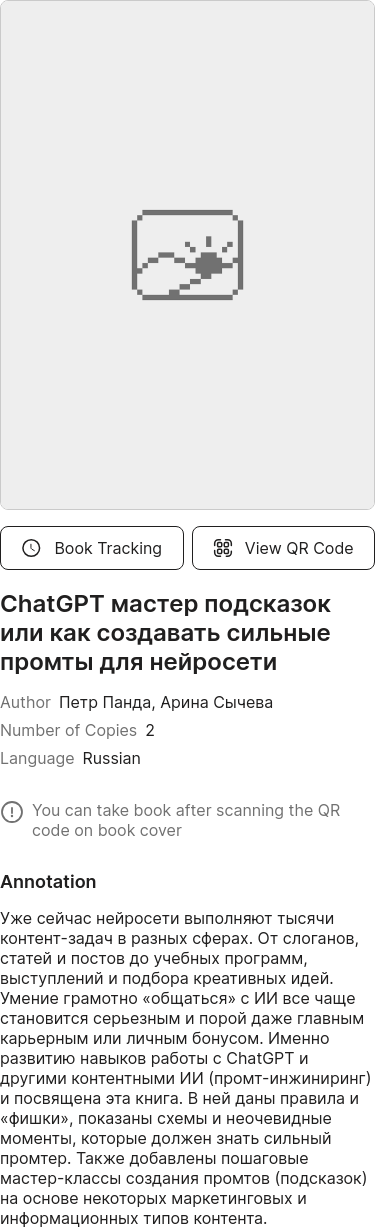 Book Tracking
View QR Code
ChatGPT мастер подсказок
или как создавать сильные
промты для нейросети
Author Петр Панда, Арина Сычева
Number of Copies 2
Language Russian
You can take book after scanning the QR
code on book cover
Annotation
Уже сейчас нейросети выполняют тысячи
контент-задач в разных сферах. От слоганов,
статей и постов до учебных программ,
выступлений и подбора креативных идей.
Умение грамотно «общаться» с ИИ все чаще
становится серьезным и порой даже главным
карьерным или личным бонусом. Именно
развитию навыков работы с ChatGPT и
другими контентными ИИ (промт-инжиниринг)
и посвящена эта книга. В ней даны правила и
«фишки», показаны схемы и неочевидные
моменты, которые должен знать сильный
промтер. Также добавлены пошаговые
мастер-классы создания промтов (подсказок)
на основе некоторых маркетинговых и
информационных типов контента.